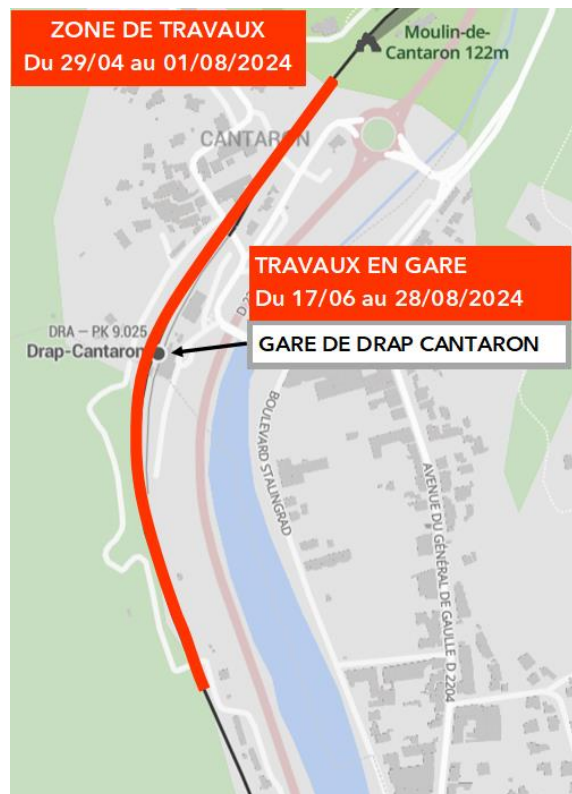 ZONE DE TRAVAUX
Du 29/04 au 01/08/2024
Moulin-de-
Cantaron 122m
CANTARON
TRAVAUX EN GARE
Du 17/06 au 28/08/2024
DRA – PK 9.025
Drap-Cantaron
GARE DE DRAP CANTARON
BOULEVARD STALINGRAD
AVENUE DU GÉNÉRAL DE GAULLE D 2204